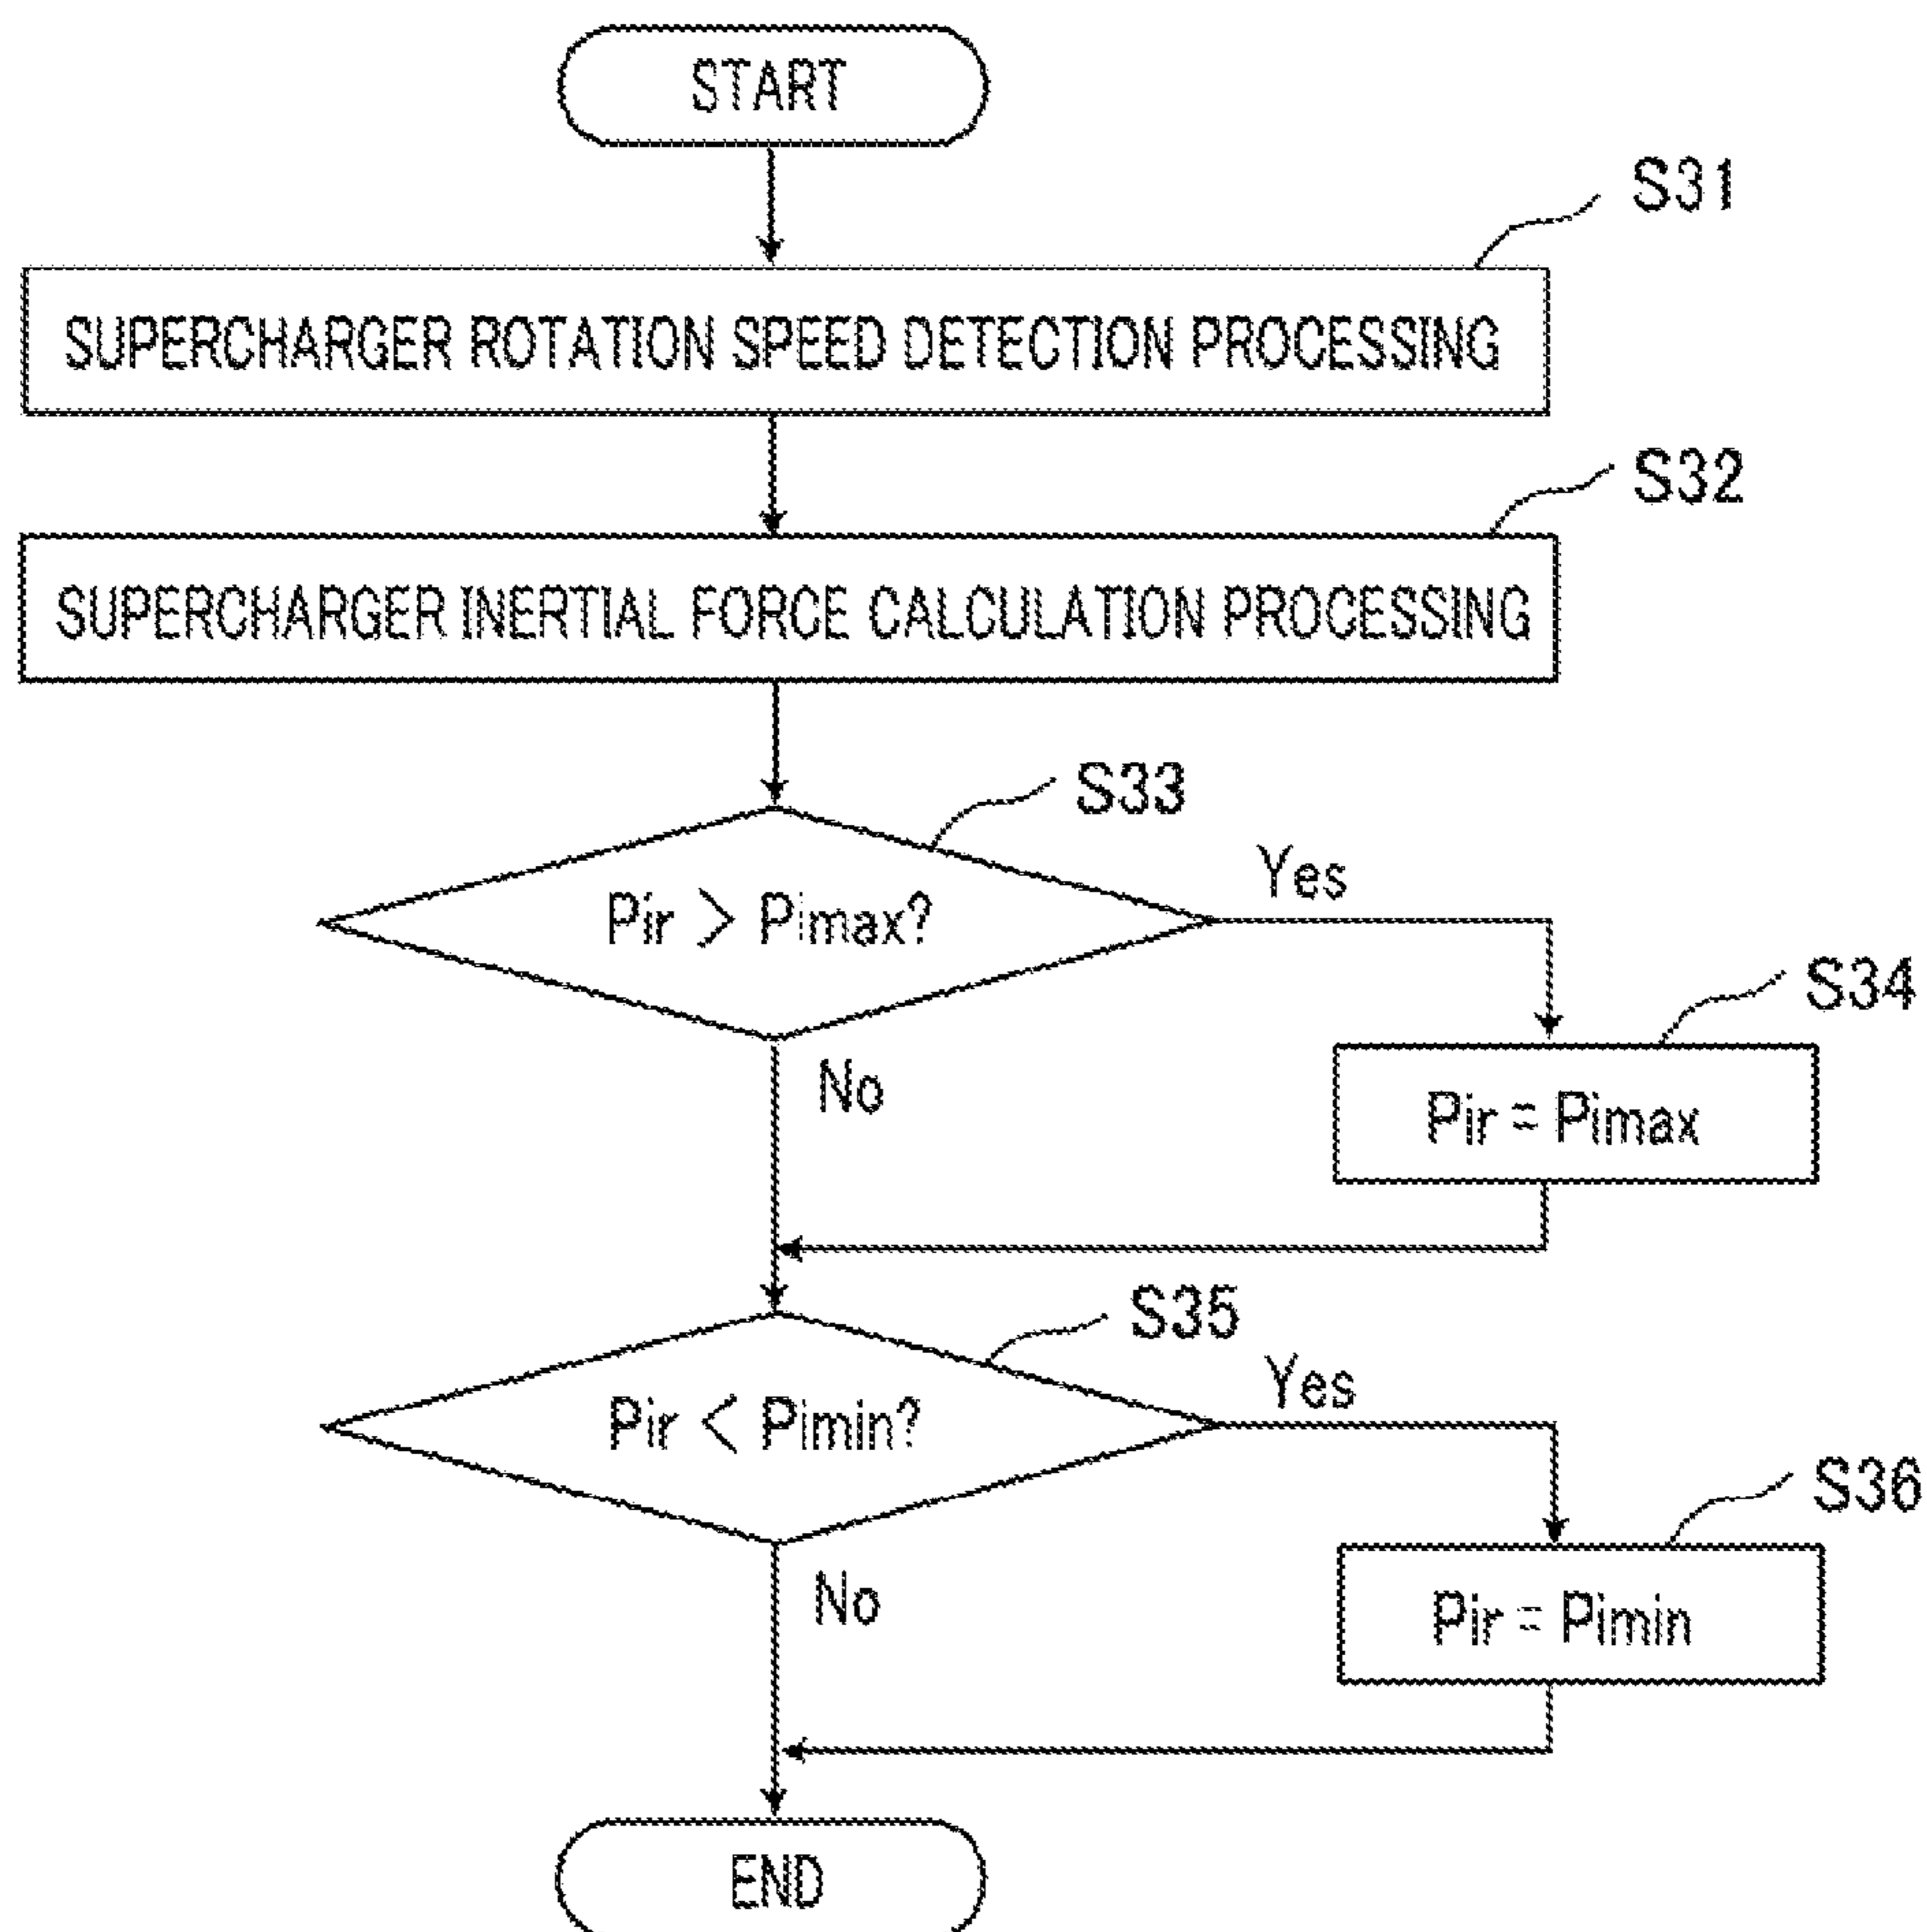 START
S31
SUPERCHARGER ROTATION SPEED DETECTION PROCESSING
S32
SUPERCHARGER INERTIAL FORCE CALCULATION PROCESSING
S33
Pir > Pimax?
Yes
S34
No
Pir = Pimax
S35
Pir < Pimin?
Yes
S36
No
Pir = Pimin
END